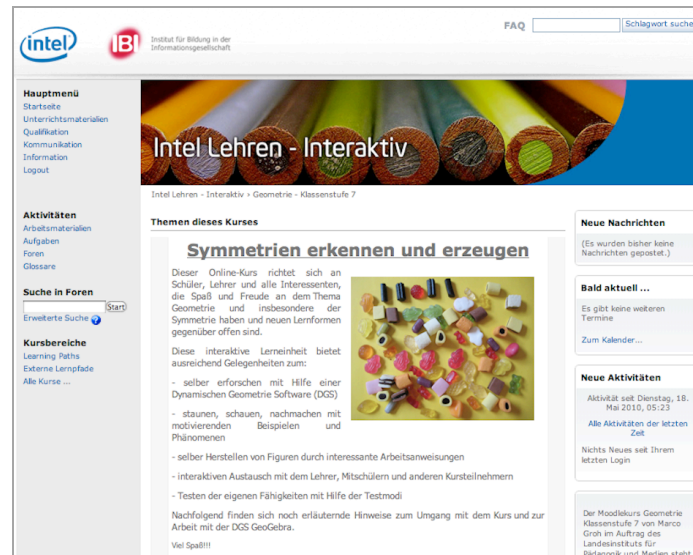 FAQ
Schlagwort suche
intel
IBI
Institut für Bildung in der
Informationsgesellschaft
Hauptmenü
Startseite
Unterrichtsmaterialien
Qualifikation
Kommunikation
Information
Logout
Intel Lehren - Interaktiv
Intel Lehren - Interaktiv › Geometrie - Klassenstufe 7
Aktivitäten
Arbeitsmaterialien
Aufgaben
Foren
Glossare
Suche in Foren
Start
Erweiterte Suche ?
Kursbereiche
Learning Paths
Externe Lernpfade
Alle Kurse ...
Themen dieses Kurses
Symmetrien erkennen und erzeugen
Dieser Online-Kurs richtet sich an
Schüler, Lehrer und alle Interessenten,
die Spaß und Freude an dem Thema
Geometrie und insbesondere der
Symmetrie haben und neuen Lernformen
gegenüber offen sind.
Diese interaktive Lerneinheit bietet
ausreichend Gelegenheiten zum:
- selber erforschen mit Hilfe einer
Dynamischen Geometrie Software (DGS)
- staunen, schauen, nachmachen mit
motivierenden Beispielen und
Phänomenen
- selber Herstellen von Figuren durch interessante Arbeitsanweisungen
- interaktiven Austausch mit dem Lehrer, Mitschülern und anderen Kursteilnehmern
- Testen der eigenen Fähigkeiten mit Hilfe der Testmodi
Nachfolgend finden sich noch erläuternde Hinweise zum Umgang mit dem Kurs und zur
Arbeit mit der DGS GeoGebra.
Viel Spaß!!!
Neue Nachrichten
(Es wurden bisher keine
Nachrichten gepostet.)
Bald aktuell ...
Es gibt keine weiteren
Termine
Zum Kalender...
Neue Aktivitäten
Aktivität seit Dienstag, 18.
Mai 2010, 05:23
Alle Aktivitäten der letzten
Zeit
Nichts Neues seit Ihrem
letzten Login
Der Moodlekurs Geometrie
Klassenstufe 7 von Marco
Groh im Auftrag des
Landesinstituts für
Pädagogik und Medien steht